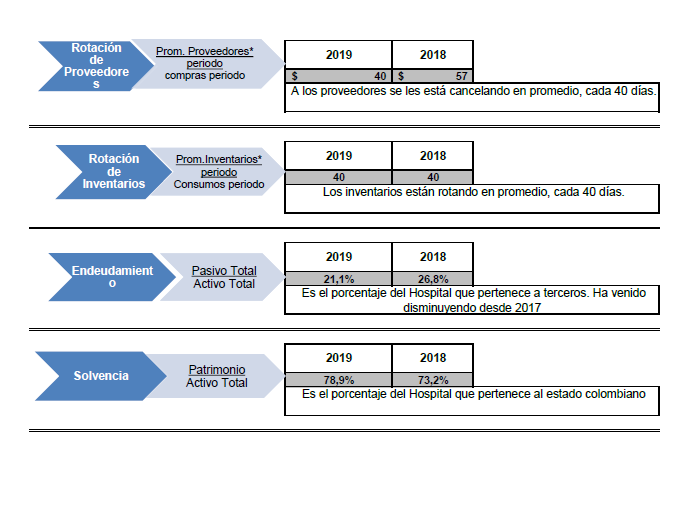 Rotación
de
Proveedore
s
Prom. Proveedores*
periodo
compras periodo
2019 2018
$ 40 $ 57
A los proveedores se les está cancelando en promedio, cada 40 días.
Rotación
de
Inventarios
Prom.Inventarios*
periodo
Consumos periodo
2019 2018
40 40
Los inventarios están rotando en promedio, cada 40 días.
Endeudamient
o
Pasivo Total
Activo Total
2019 2018
21,1% 26,8%
Es el porcentaje del Hospital que pertenece a terceros. Ha venido
disminuyendo desde 2017
Solvencia
Patrimonio
Activo Total
2019 2018
78,9% 73,2%
Es el porcentaje del Hospital que pertenece al estado colombiano